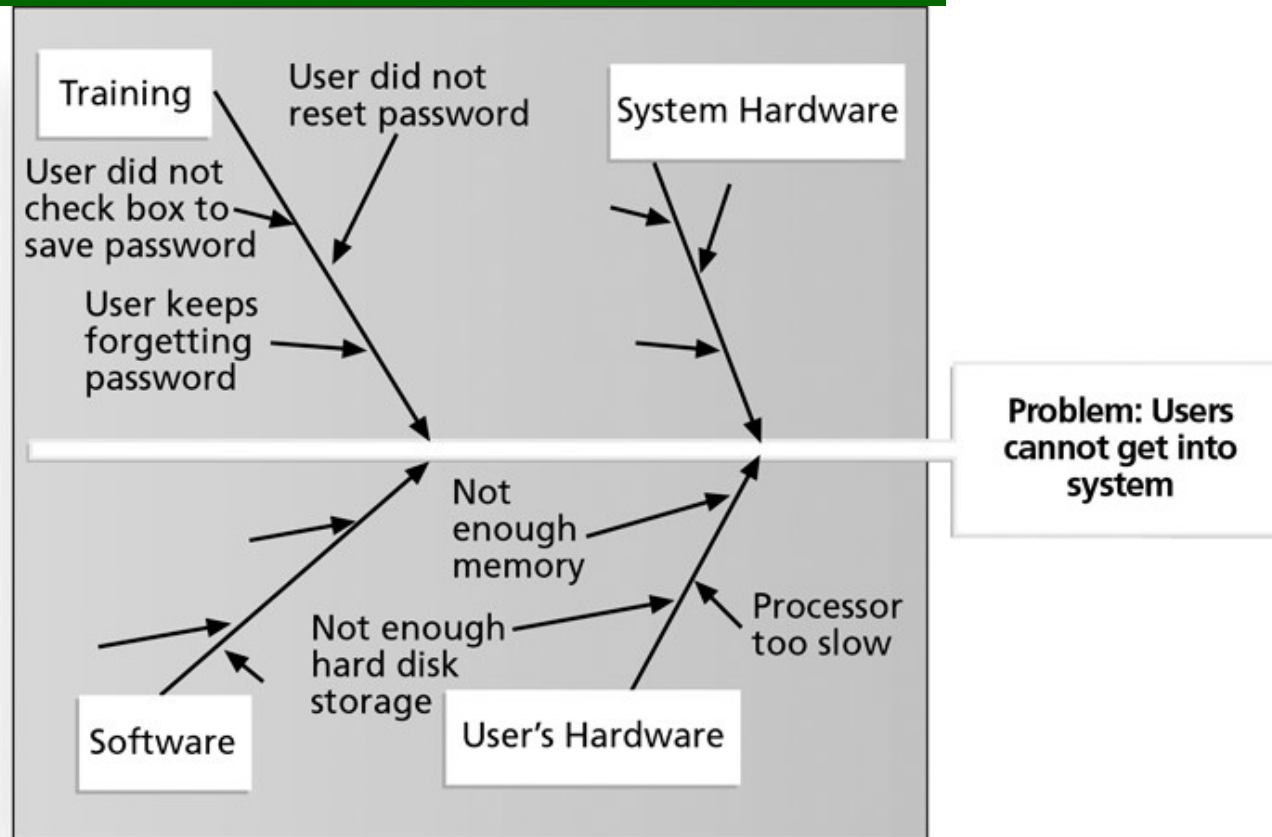 Training
User did not
reset password
System Hardware
User did not
check box to
save password
User keeps
forgetting
password
Problem: Users
cannot get into
system
Not
enough
memory
Not enough
hard disk
storage
Processor
too slow
Software
User’s Hardware